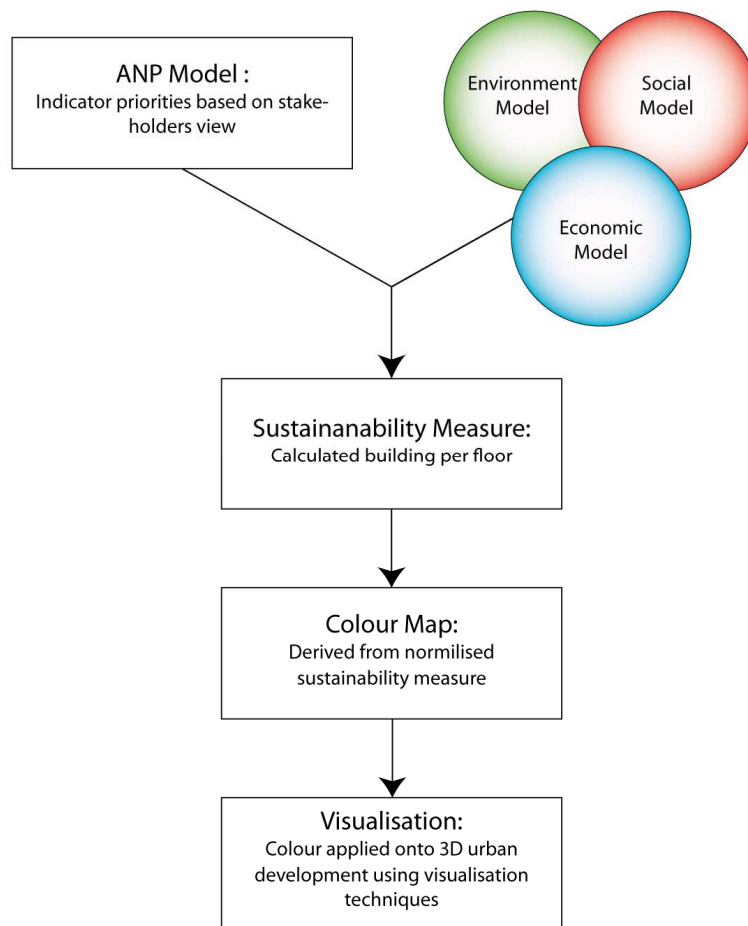 ANP Model :
Indicator priorities based on stake-
holders view
Environment
Model
Social
Model
Economic
Model
Sustainanability Measure:
Calculated building per floor
Colour Map:
Derived from normilised
sustainability measure
Visualisation:
Colour applied onto 3D urban
development using visualisation
techniques